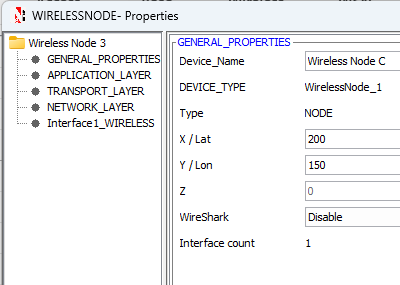 WIRELESSNODE- Properties
Wireless Node 3
GENERAL_PROPERTIES
APPLICATION_LAYER
TRANSPORT_LAYER
NETWORK_LAYER
Interface1_WIRELESS
GENERAL_PROPERTIES
Device_Name Wireless Node C
DEVICE_TYPE WirelessNode_1
Type NODE
X / Lat 200
Y / Lon 150
Z 0
WireShark Disable
Interface count 1